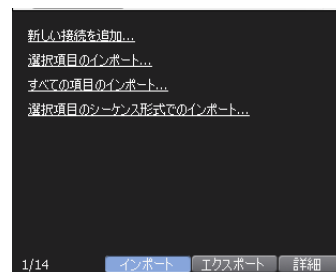 新しい接続を追加...
選択項目のインポート...
すべての項目のインポート...
選択項目のシーケンス形式でのインポート...
1/14 インポート エクスポート 詳細